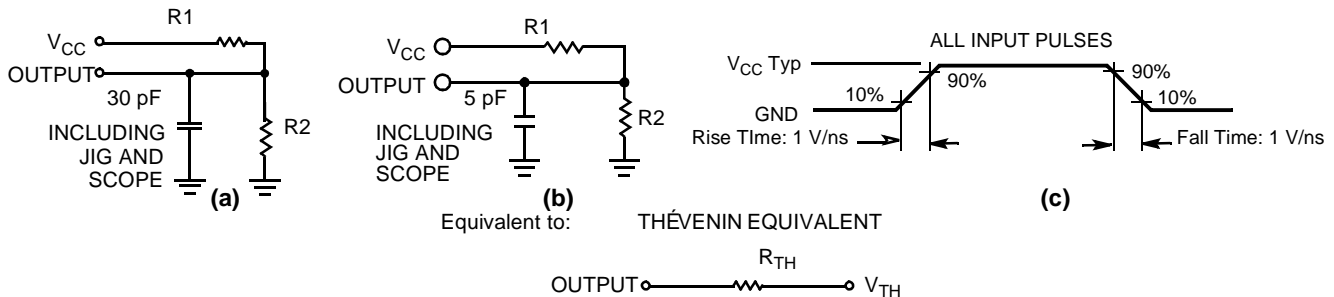 R1
V_CC
OUTPUT
30 pF
INCLUDING
JIG AND
SCOPE
R2
(a)
R1
V_CC
OUTPUT
5 pF
INCLUDING
JIG AND
SCOPE
R2
(b)
ALL INPUT PULSES
V_CC Typ
GND
10%
90%
90%
10%
Rise TIme: 1 V/ns
Fall Time: 1 V/ns
(c)
Equivalent to: THÉVENIN EQUIVALENT
R_TH
OUTPUT V_TH